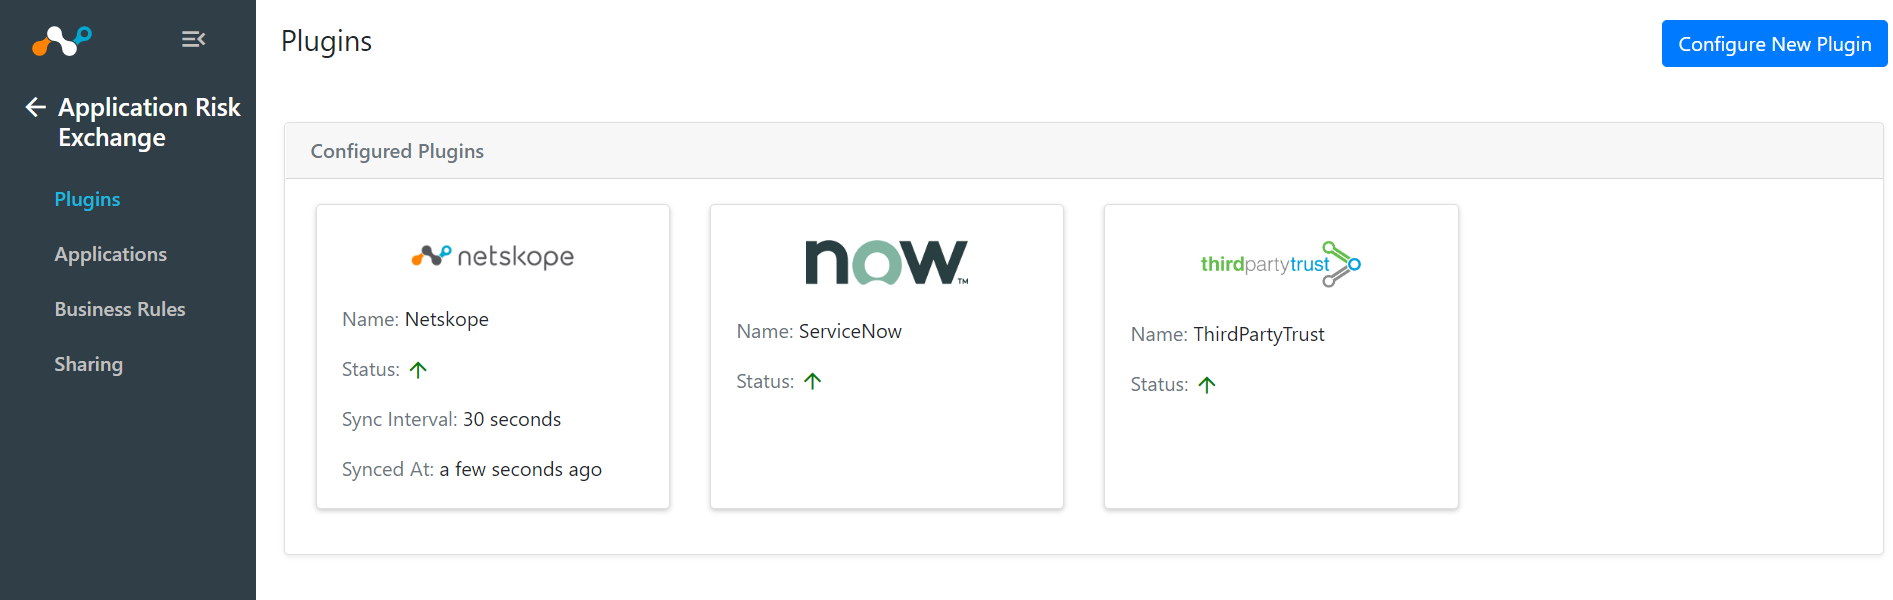 Application Risk
Exchange
Plugins
Applications
Business Rules
Sharing
Plugins
Configure New Plugin
Configured Plugins
netskope
Name: Netskope
Status:
Sync Interval: 30 seconds
Synced At: a few seconds ago
now™
Name: ServiceNow
Status:
thirdpartytrust
Name: ThirdPartyTrust
Status: